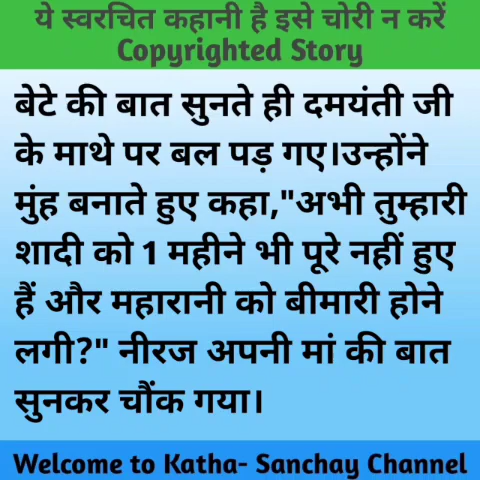 ये स्वरचित कहानी है इसे चोरी न करें
Copyrighted Story
बेटे की बात सुनते ही दमयंती जी
के माथे पर बल पड़ गए।उन्होंने
मुंह बनाते हुए कहा,"अभी तुम्हारी
शादी को 1 महीने भी पूरे नहीं हुए
हैं और महारानी को बीमारी होने
लगी?" नीरज अपनी मां की बात
सुनकर चौंक गया।
Welcome to Katha- Sanchay Channel